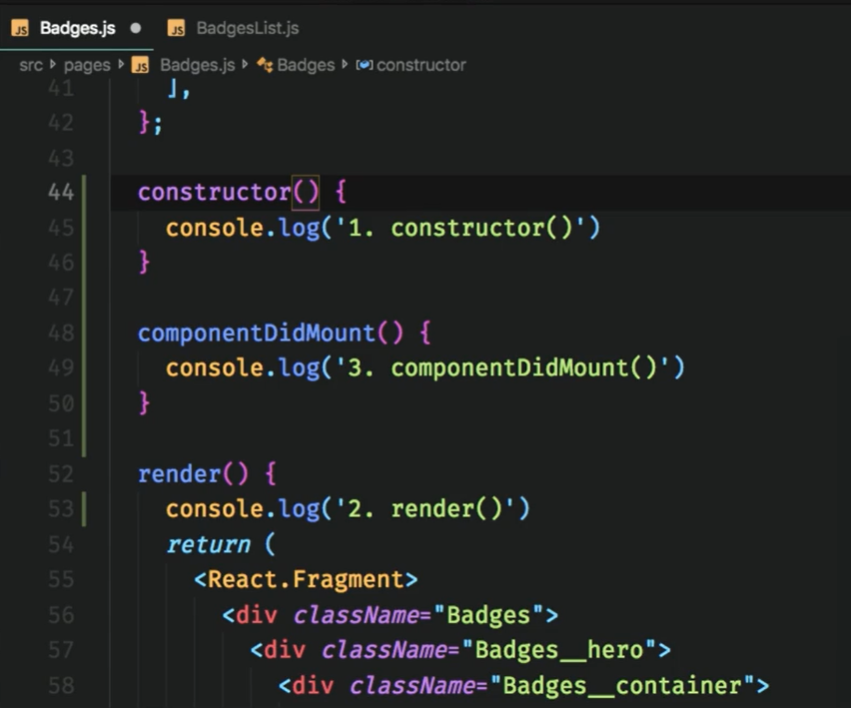 JS Badges.js ● JS BadgesList.js
src › pages › JS Badges.js › Badges › constructor
41 ],
42 };
43
44 constructor() {
45 console.log('1. constructor()')
46 }
47
48 componentDidMount() {
49 console.log('3. componentDidMount()')
50 }
51
52 render() {
53 console.log('2. render()')
54 return (
55 <React.Fragment>
56 <div className="Badges">
57 <div className="Badges__hero">
58 <div className="Badges__container">